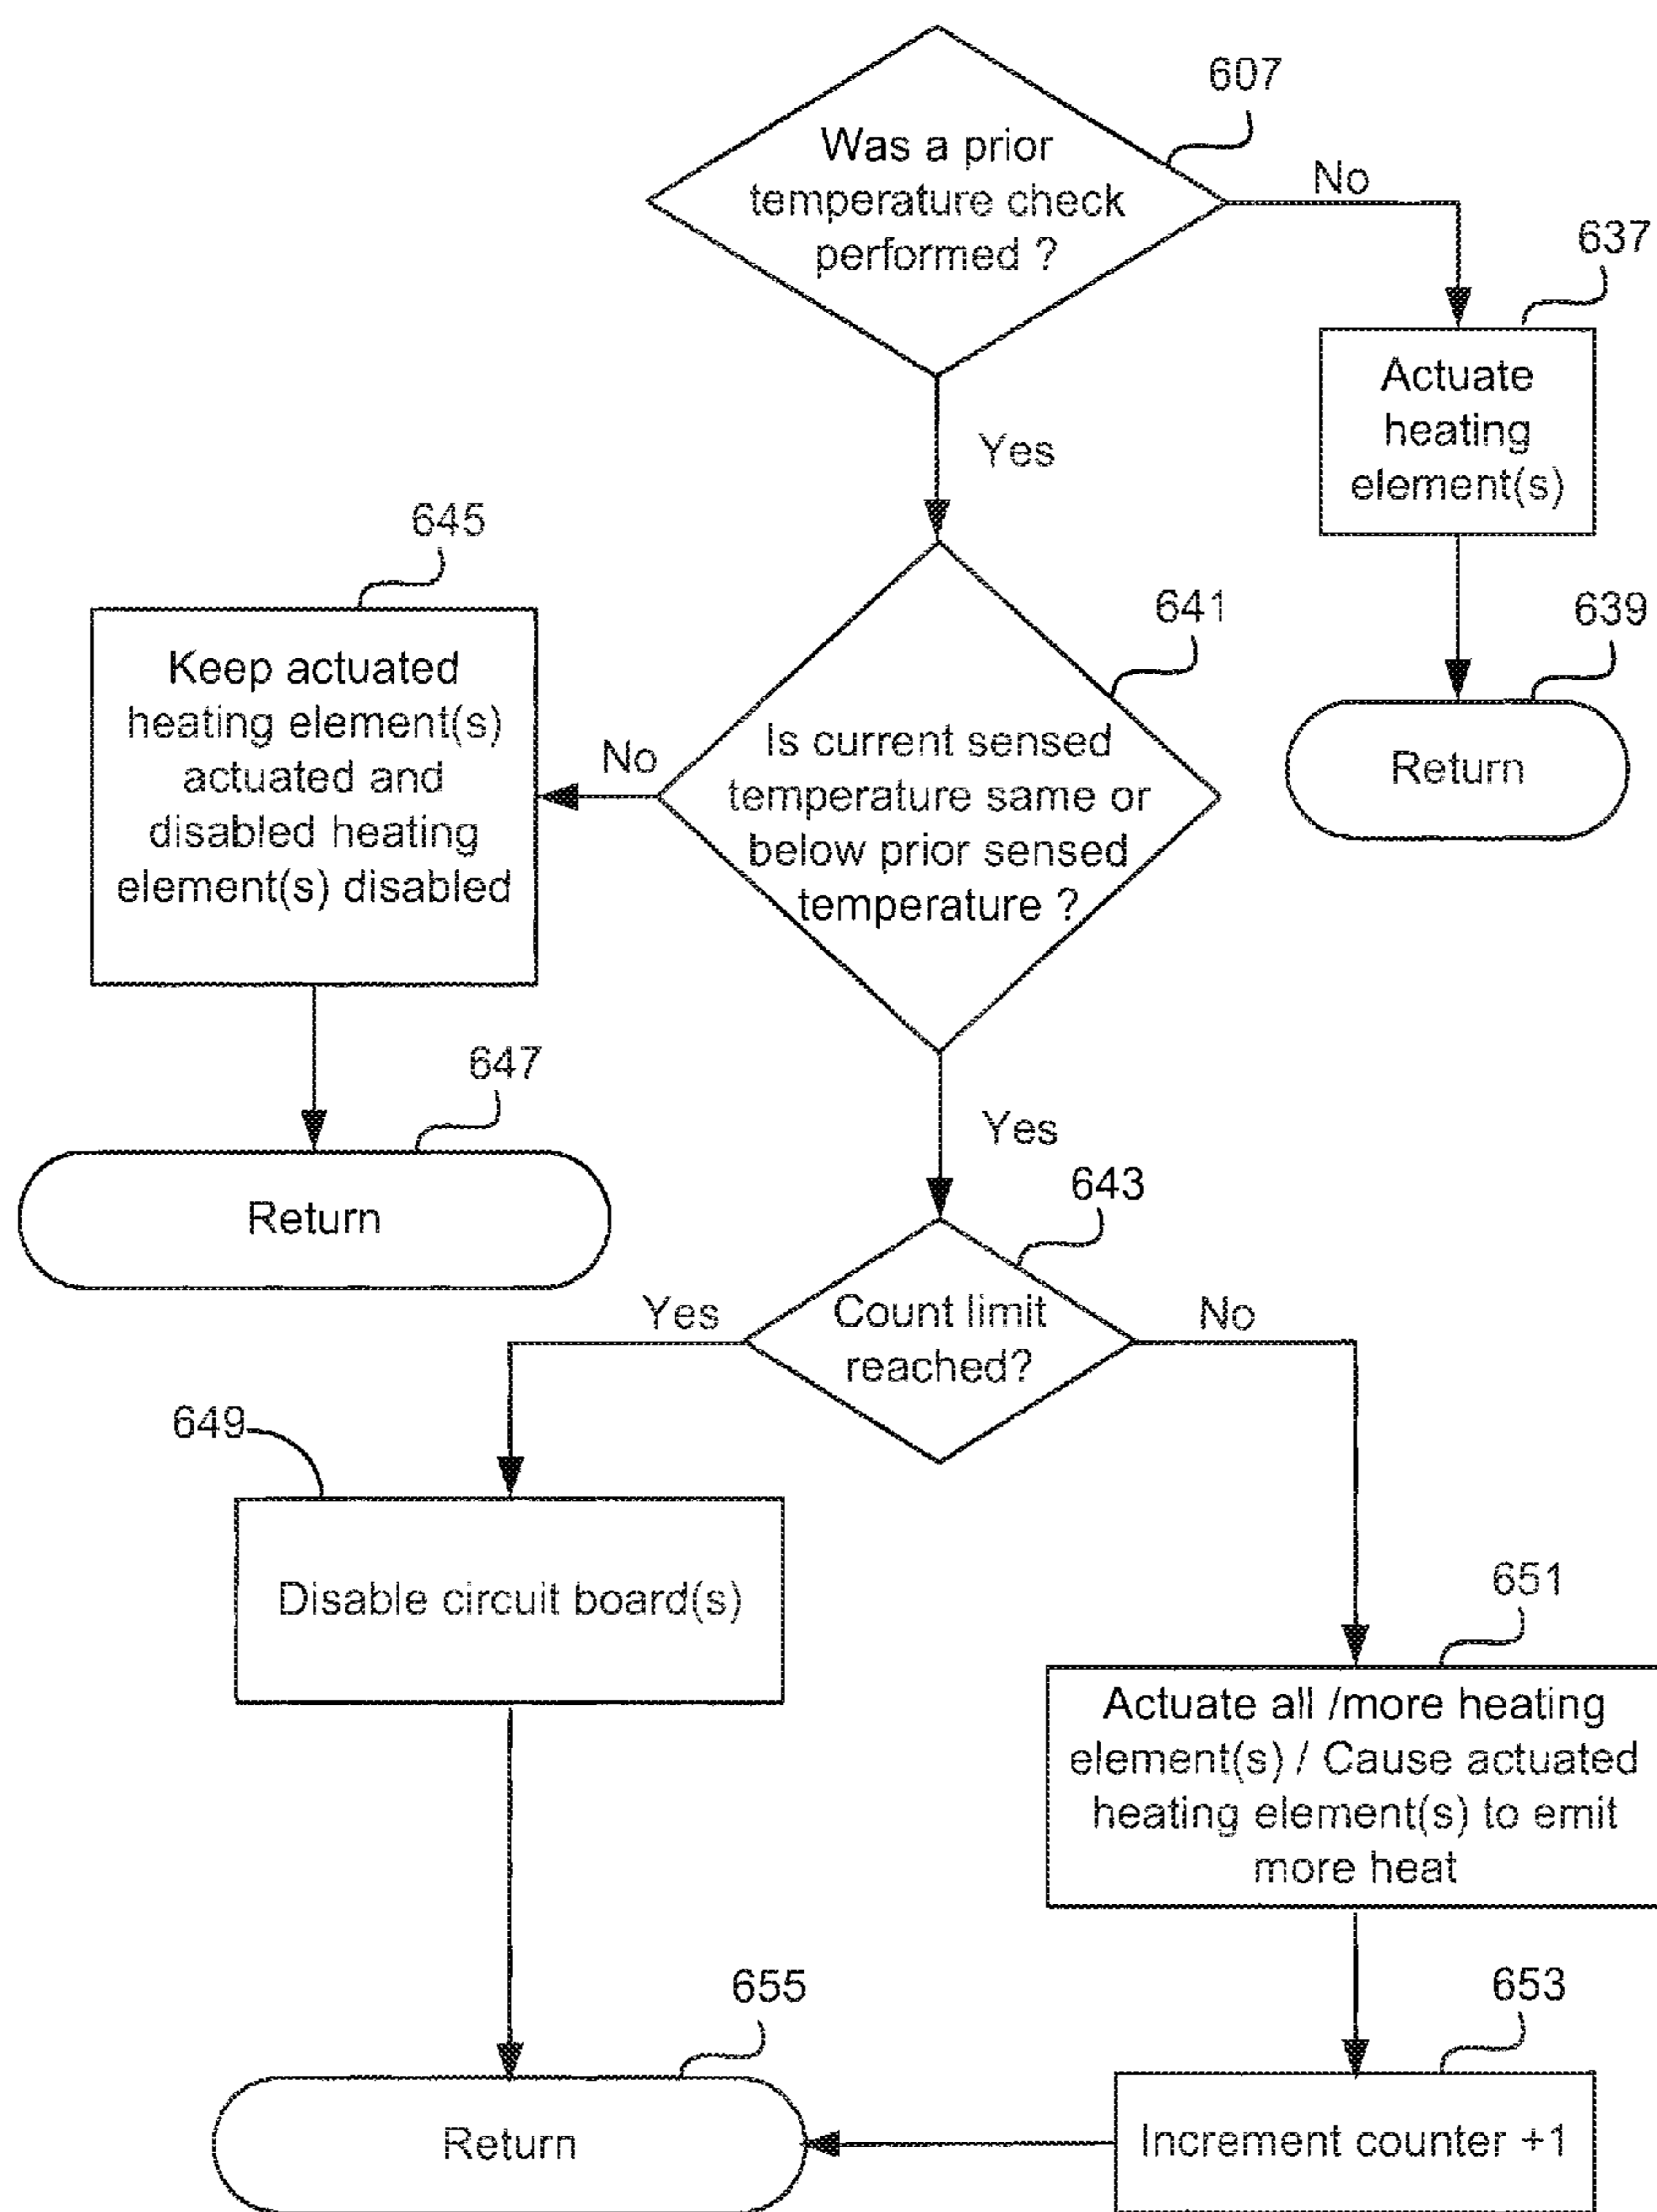 607
Was a prior
temperature check
performed ?
No
637
Actuate
heating
element(s)
Yes
645
641
639
Keep actuated
heating element(s)
actuated and
disabled heating
element(s) disabled
No
Is current sensed
temperature same or
below prior sensed
temperature ?
Return
647
Yes
643
Return
Yes
Count limit
reached?
No
649
Disable circuit board(s)
651
Actuate all /more heating
element(s) / Cause actuated
heating element(s) to emit
more heat
655
653
Return
Increment counter +1